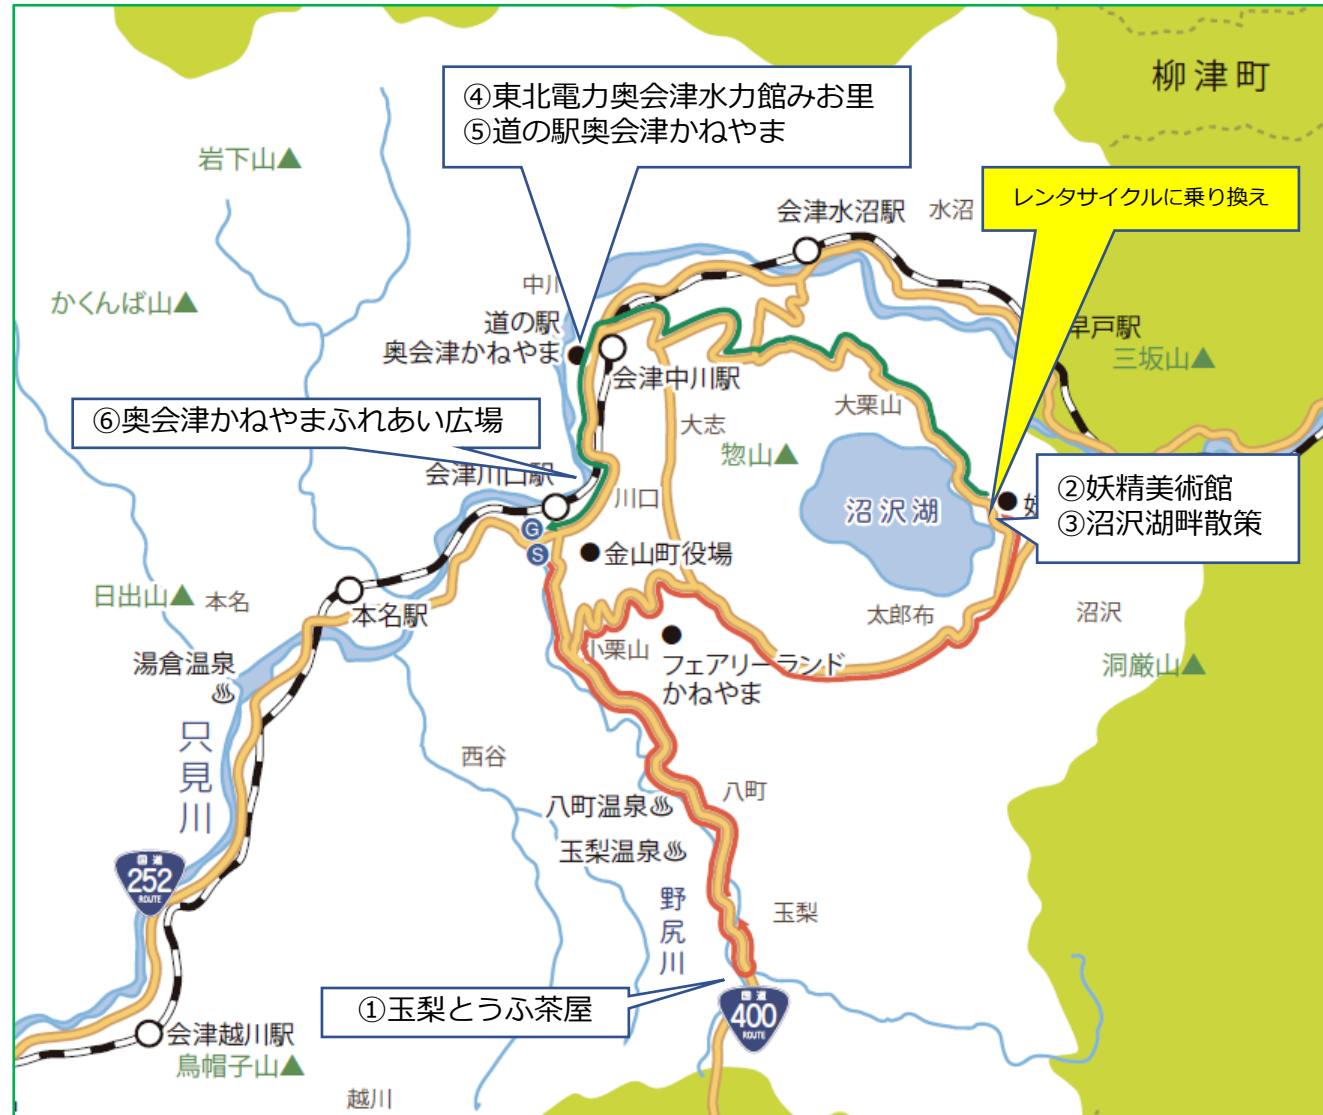 柳津町
④東北電力奥会津水力館みお里
⑤道の駅奥会津かねやま
岩下山▲
レンタサイクルに乗り換え
会津水沼駅
水沼
中川
かくんば山▲
道の駅
奥会津かねやま
早戸駅
三坂山▲
会津中川駅
⑥奥会津かねやまふれあい広場
大志
大栗山
惣山▲
会津川口駅
川口
沼沢湖
②妖精美術館
③沼沢湖畔散策
G
S
金山町役場
日出山▲
本名
本名駅
太郎布
沼沢
湯倉温泉
小栗山
フェアリーランド
かねやま
洞厳山▲
只見川
西谷
八町温泉
八町
玉梨温泉
国道
252
ROUTE
野尻川
玉梨
①玉梨とうふ茶屋
国道
400
ROUTE
会津越川駅
烏帽子山▲
越川